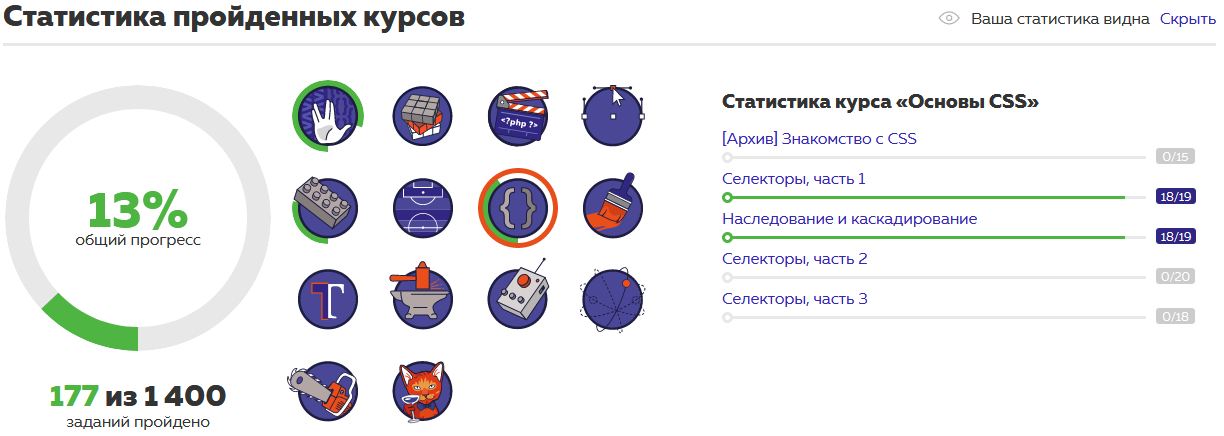 Статистика пройденных курсов
Ваша статистика видна Скрыть
13%
общий прогресс
177 из 1 400
заданий пройдено
<?php ?>
T
{ }
Статистика курса «Основы CSS»
[Архив] Знакомство с CSS
0/15
Селекторы, часть 1
18/19
Наследование и каскадирование
18/19
Селекторы, часть 2
0/20
Селекторы, часть 3
0/18